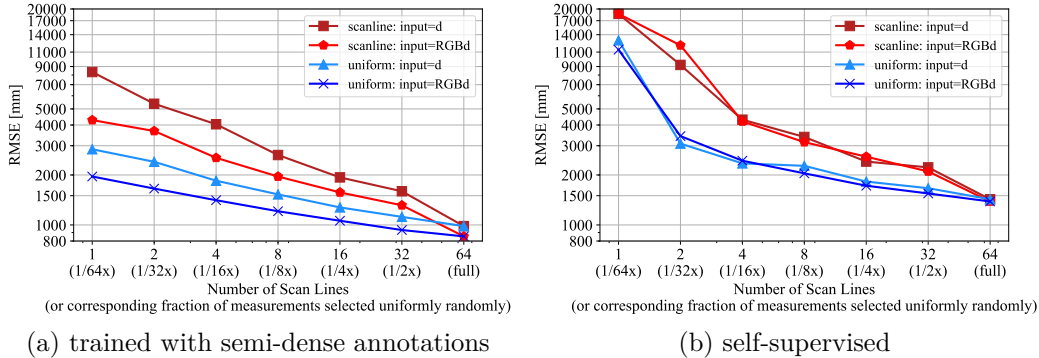 RMSE [mm]
20000
17000
14000
11000
9000
7000
5000
4000
3000
2000
1500
1000
800
scanline: input=d
scanline: input=RGBd
uniform: input=d
uniform: input=RGBd
1 2 4 8 16 32 64
(1/64x) (1/32x) (1/16x) (1/8x) (1/4x) (1/2x) (full)
Number of Scan Lines
(or corresponding fraction of measurements selected uniformly randomly)
(a) trained with semi-dense annotations
RMSE [mm]
20000
17000
14000
11000
9000
7000
5000
4000
3000
2000
1500
1000
800
scanline: input=d
scanline: input=RGBd
uniform: input=d
uniform: input=RGBd
1 2 4 8 16 32 64
(1/64x) (1/32x) (1/16x) (1/8x) (1/4x) (1/2x) (full)
Number of Scan Lines
(or corresponding fraction of measurements selected uniformly randomly)
(b) self-supervised